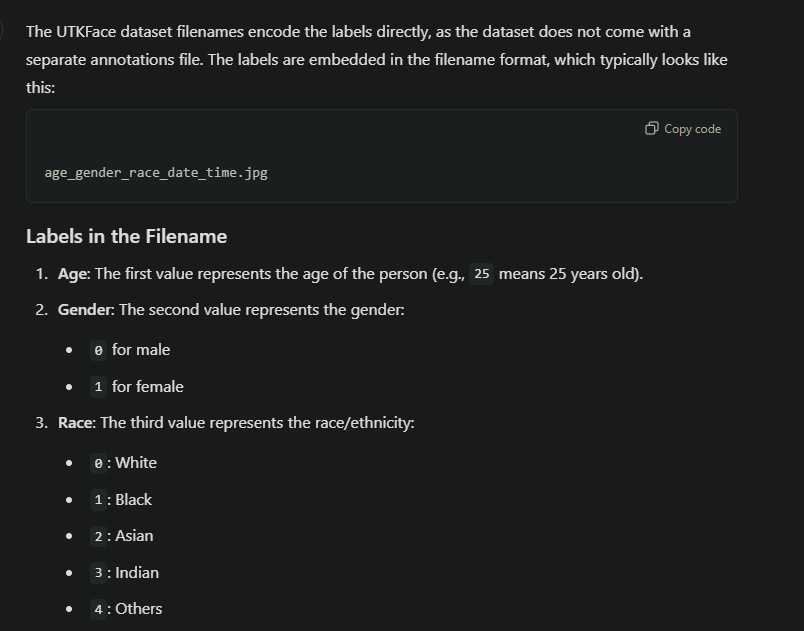 The UTKFace dataset filenames encode the labels directly, as the dataset does not come with a
separate annotations file. The labels are embedded in the filename format, which typically looks like
this:
Copy code
age_gender_race_date_time.jpg
Labels in the Filename
1. Age: The first value represents the age of the person (e.g., 25 means 25 years old).
2. Gender: The second value represents the gender:
• 0 for male
• 1 for female
3. Race: The third value represents the race/ethnicity:
• 0: White
• 1: Black
• 2: Asian
• 3: Indian
• 4: Others